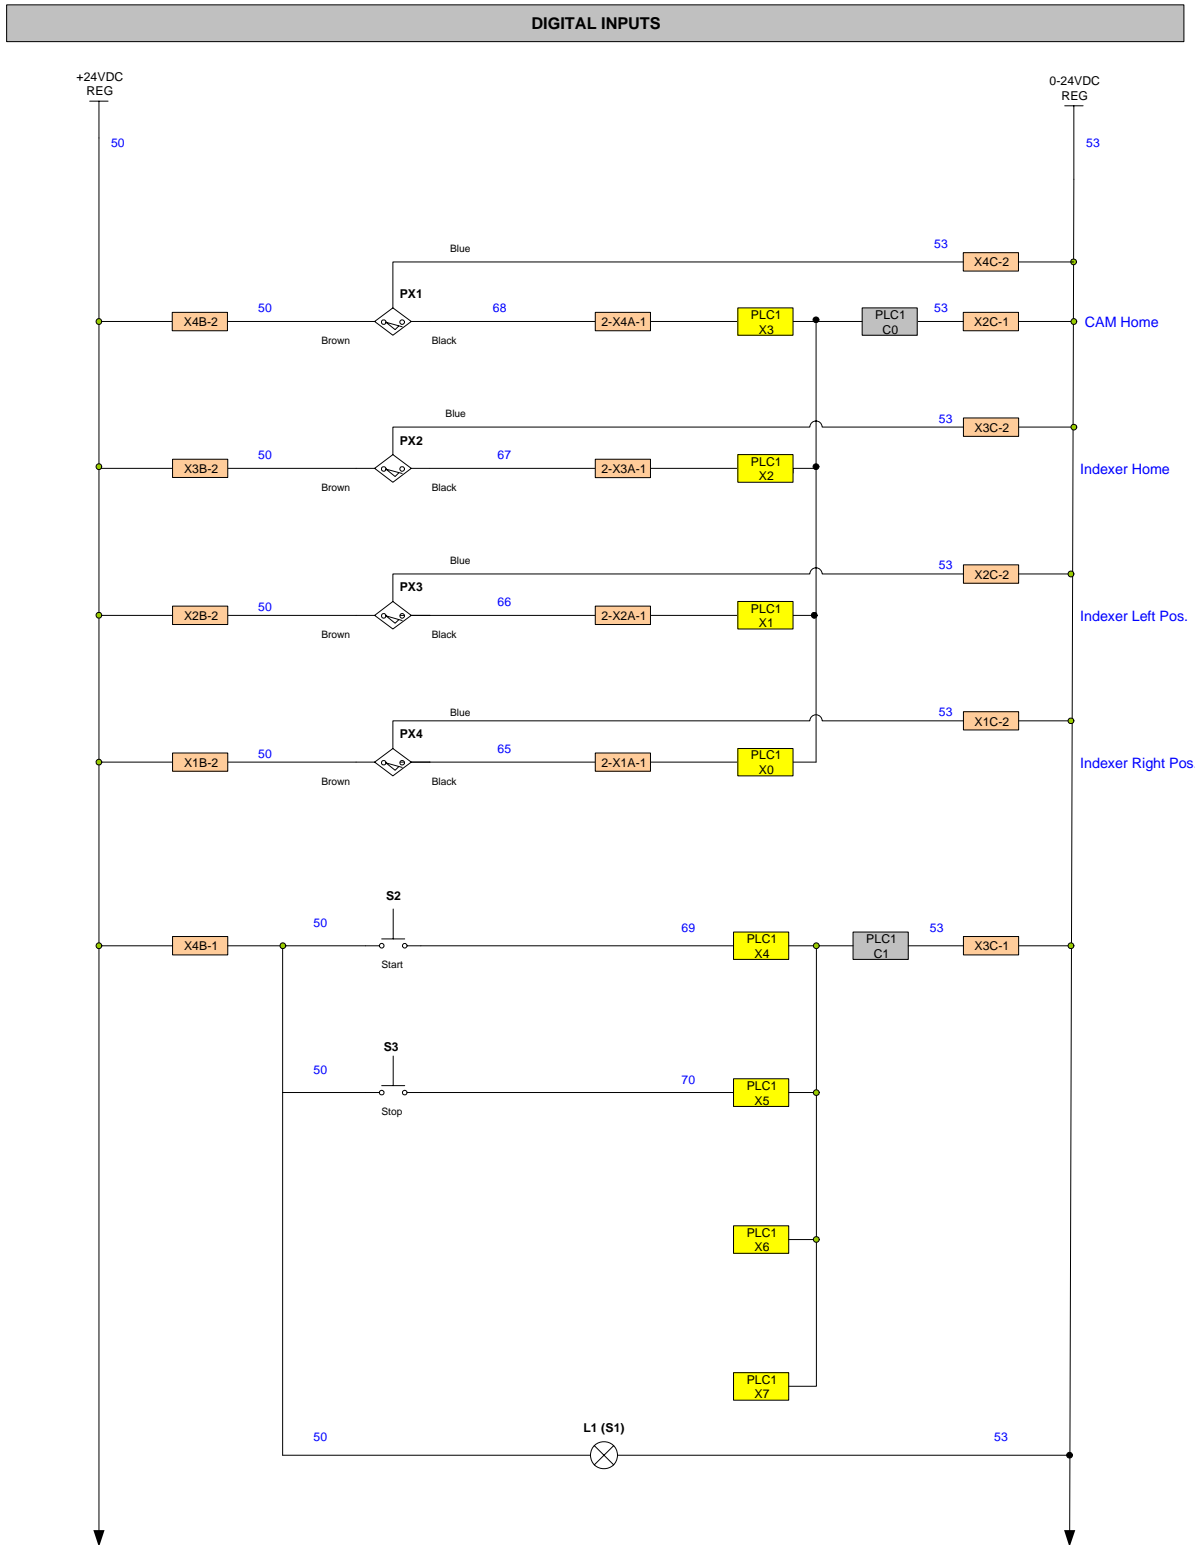 DIGITAL INPUTS
+24VDC
REG
0-24VDC
REG
50
53
Blue
53
X4C-2
PX1
X4B-2
50
Brown
68
Black
2-X4A-1
PLC1
X3
PLC1
C0
53
X2C-1
CAM Home
Blue
53
X3C-2
PX2
X3B-2
50
Brown
67
Black
2-X3A-1
PLC1
X2
Indexer Home
Blue
53
X2C-2
PX3
X2B-2
50
Brown
66
Black
2-X2A-1
PLC1
X1
Indexer Left Pos.
Blue
53
X1C-2
PX4
X1B-2
50
Brown
65
Black
2-X1A-1
PLC1
X0
Indexer Right Pos
S2
X4B-1
50
Start
69
PLC1
X4
PLC1
C1
53
X3C-1
S3
50
Stop
70
PLC1
X5
PLC1
X6
PLC1
X7
L1 (S1)
50
53